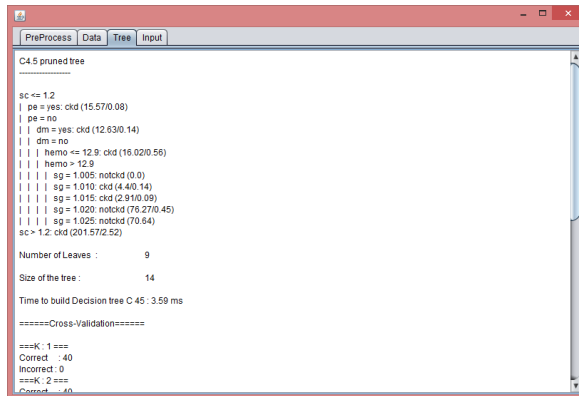 PreProcess Data Tree Input
C4.5 pruned tree
------------------
sc <= 1.2
| pe = yes: ckd (15.57/0.08)
| pe = no
| | dm = yes: ckd (12.63/0.14)
| | dm = no
| | | hemo <= 12.9: ckd (16.02/0.56)
| | | hemo > 12.9
| | | | sg = 1.005: notckd (0.0)
| | | | sg = 1.010: ckd (4.4/0.14)
| | | | sg = 1.015: ckd (2.91/0.09)
| | | | sg = 1.020: notckd (76.27/0.45)
| | | | sg = 1.025: notckd (70.64)
sc > 1.2: ckd (201.57/2.52)
Number of Leaves : 9
Size of the tree : 14
Time to build Decision tree C 45 : 3.59 ms
======Cross-Validation======
===K : 1 ===
Correct : 40
Incorrect : 0
===K : 2 ===
Correct : 40